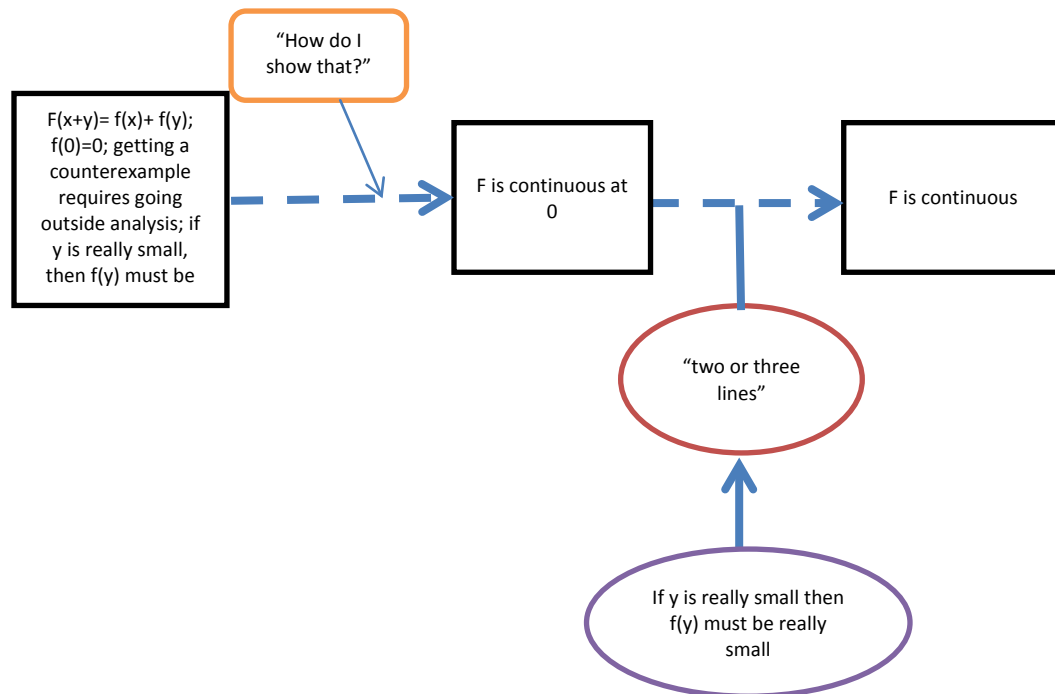 “How do I
show that?”
F(x+y)= f(x)+ f(y);
f(0)=0; getting a
counterexample
requires going
outside analysis; if
y is really small,
then f(y) must be
F is continuous at
0
F is continuous
“two or three
lines”
If y is really small then
f(y) must be really
small